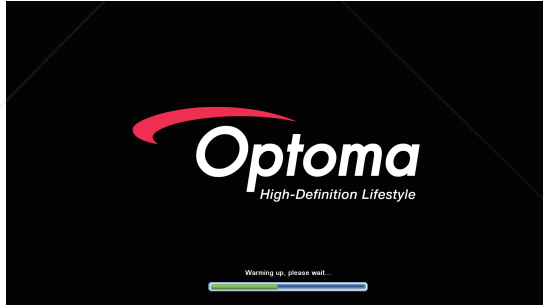 Optoma
High-Definition Lifestyle
Warming up, please wait...